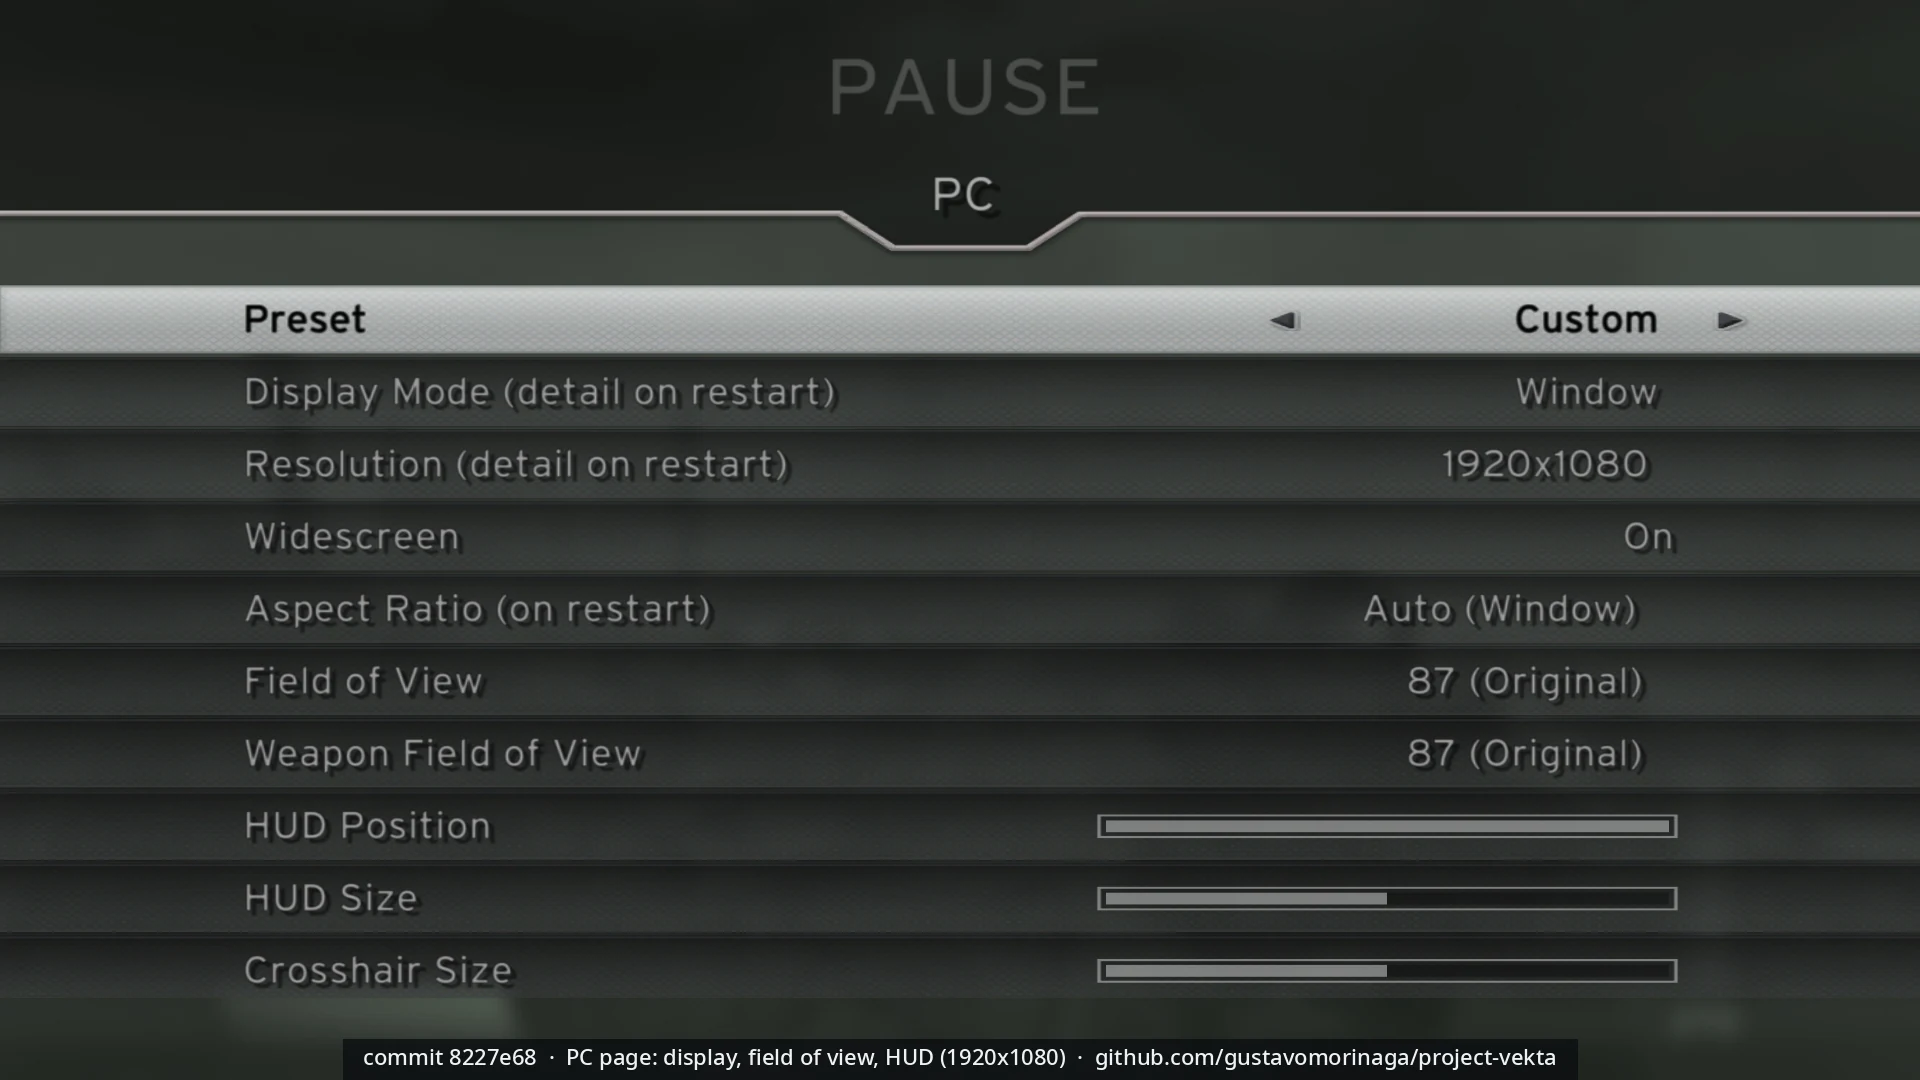 PAUSE
PC
Preset Custom
Display Mode (detail on restart) Window
Resolution (detail on restart) 1920x1080
Widescreen On
Aspect Ratio (on restart) Auto (Window)
Field of View 87 (Original)
Weapon Field of View 87 (Original)
HUD Position
HUD Size
Crosshair Size
commit 8227e68 · PC page: display, field of view, HUD (1920x1080) · github.com/gustavomorinaga/project-vekta